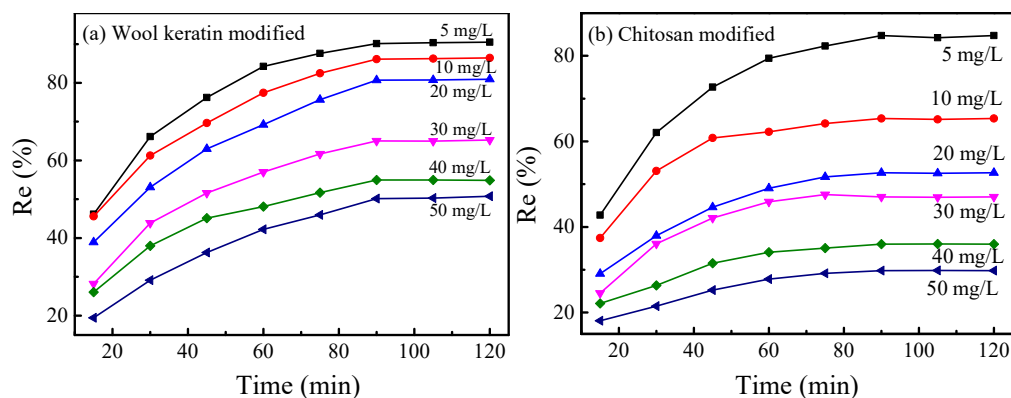 (a) Wool keratin modified
5 mg/L
10 mg/L
20 mg/L
30 mg/L
40 mg/L
50 mg/L
80
60
40
20
Re (%)
20 40 60 80 100 120
Time (min)
(b) Chitosan modified
5 mg/L
10 mg/L
20 mg/L
30 mg/L
40 mg/L
50 mg/L
80
60
40
20
Re (%)
20 40 60 80 100 120
Time (min)